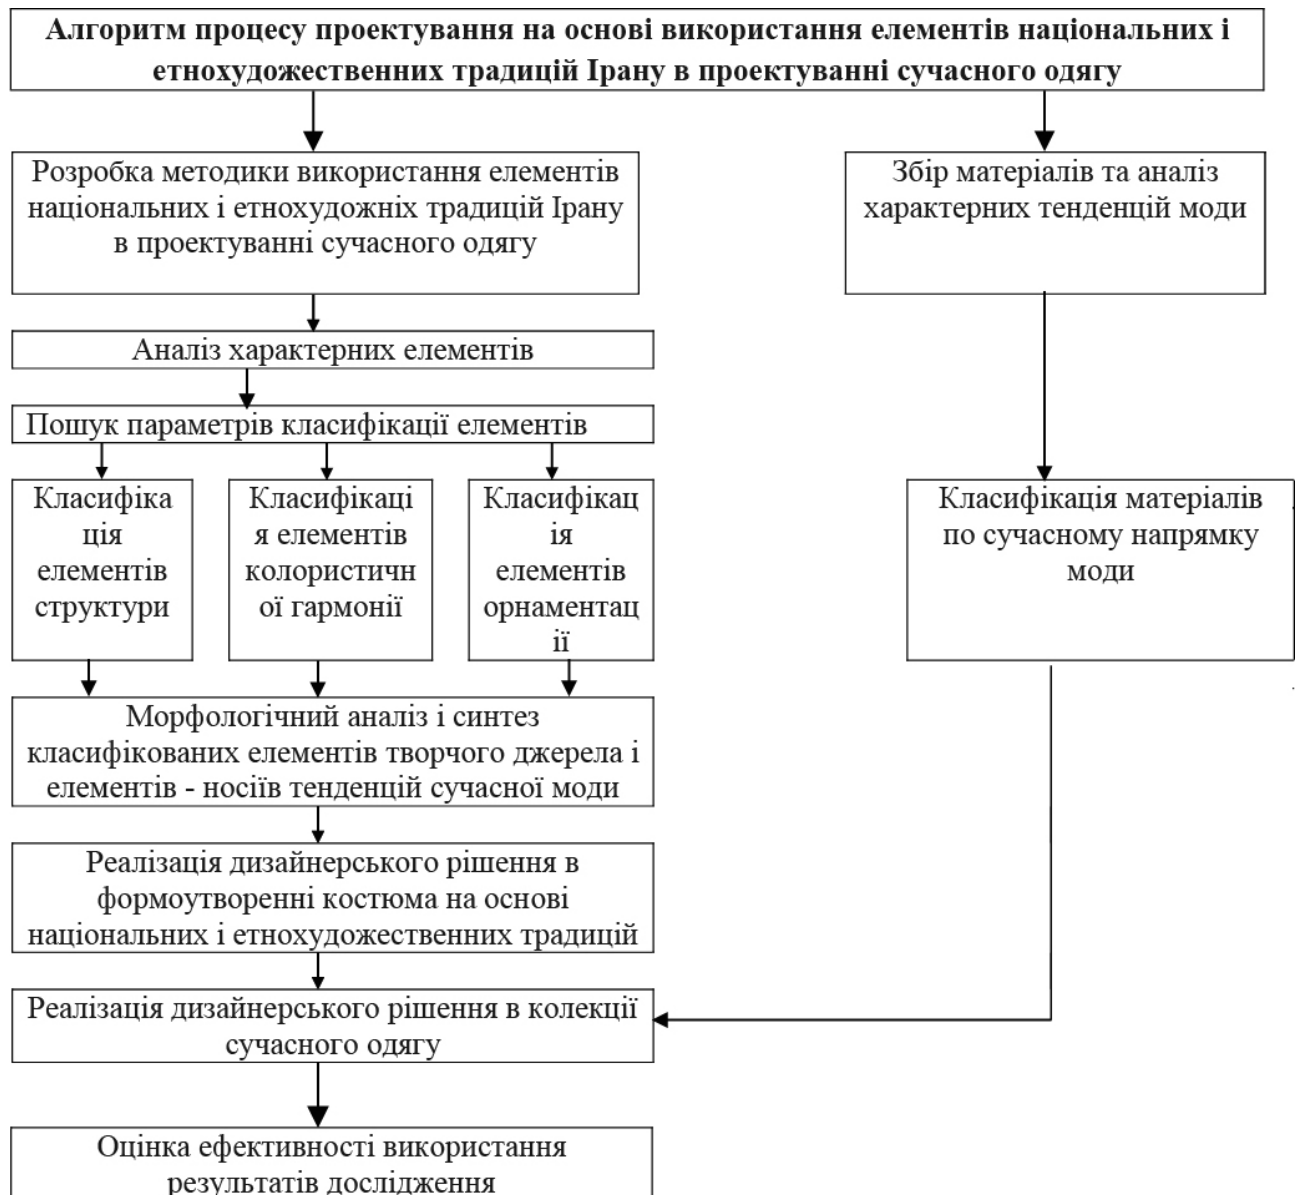 Алгоритм процесу проектування на основі використання елементів національних і
етнохудожественних традицій Ірану в проектуванні сучасного одягу
Розробка методики використання елементів
національних і етнохудожніх традицій Ірану
в проектуванні сучасного одягу
Збір матеріалів та аналіз
характерних тенденцій моди
Аналіз характерних елементів
Пошук параметрів класифікації елементів
Класифіка
ція
елементів
структури
Класифікаці
я елементів
колористичн
ої гармонії
Класифікац
ія
елементів
орнаментац
ії
Класифікація матеріалів
по сучасному напрямку
моди
Морфологічний аналіз і синтез
класифікованих елементів творчого джерела і
елементів - носіїв тенденцій сучасної моди
Реалізація дизайнерського рішення в
формоутворенні костюма на основі
національних і етнохудожественних традицій
Реалізація дизайнерського рішення в колекції
сучасного одягу
Оцінка ефективності використання
результатів дослідження